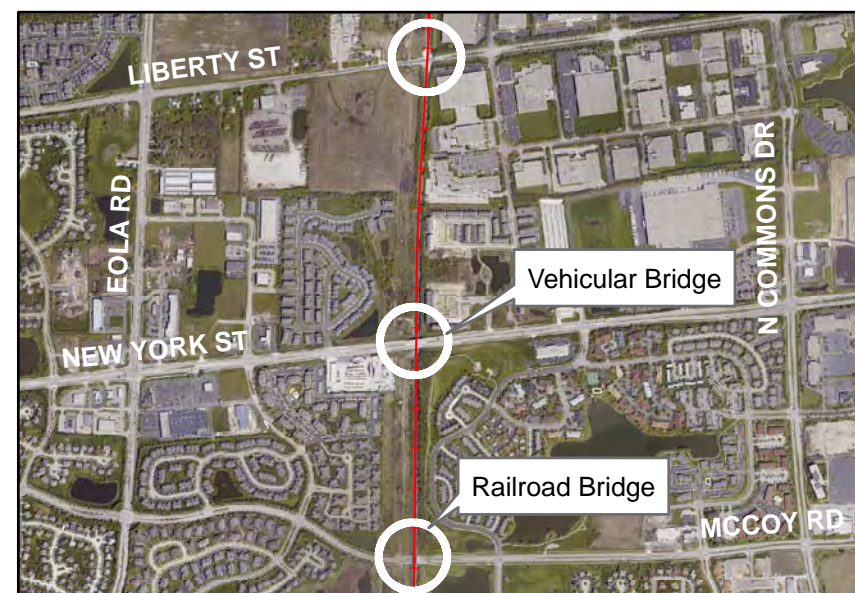 LIBERTY ST
EOLA RD
N COMMONS DR
Vehicular Bridge
NEW YORK ST
Railroad Bridge
MCCOY RD